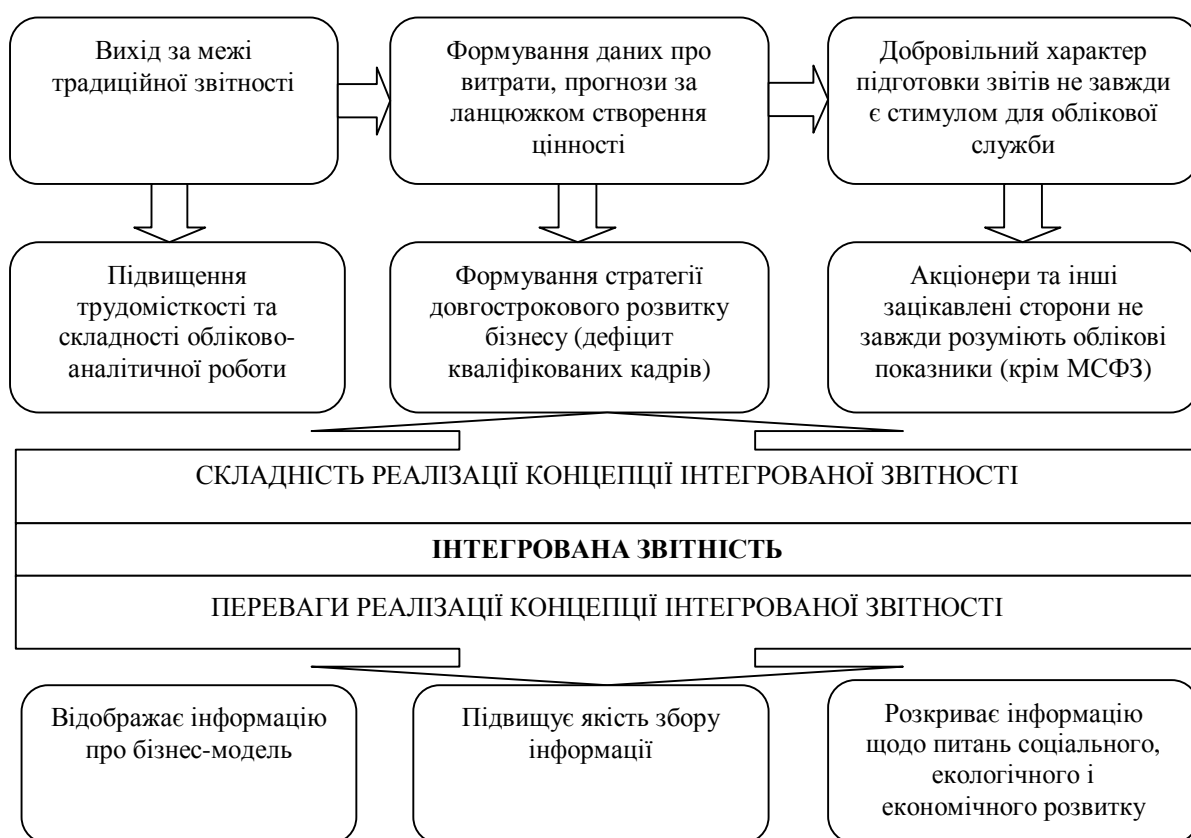 Вихід за межі
традиційної звітності
Формування даних про
витрати, прогнози за
ланцюжком створення
цінності
Добровільний характер
підготовки звітів не завжди
є стимулом для облікової
служби
Підвищення
трудомісткості та
складності обліково-
аналітичної роботи
Формування стратегії
довгострокового розвитку
бізнесу (дефіцит
кваліфікованих кадрів)
Акціонери та інші
зацікавлені сторони не
завжди розуміють облікові
показники (крім МСФЗ)
СКЛАДНІСТЬ РЕАЛІЗАЦІЇ КОНЦЕПЦІЇ ІНТЕГРОВАНОЇ ЗВІТНОСТІ
ІНТЕГРОВАНА ЗВІТНІСТЬ
ПЕРЕВАГИ РЕАЛІЗАЦІЇ КОНЦЕПЦІЇ ІНТЕГРОВАНОЇ ЗВІТНОСТІ
Відображає інформацію
про бізнес-модель
Підвищує якість збору
інформації
Розкриває інформацію
щодо питань соціального,
екологічного і
економічного розвитку